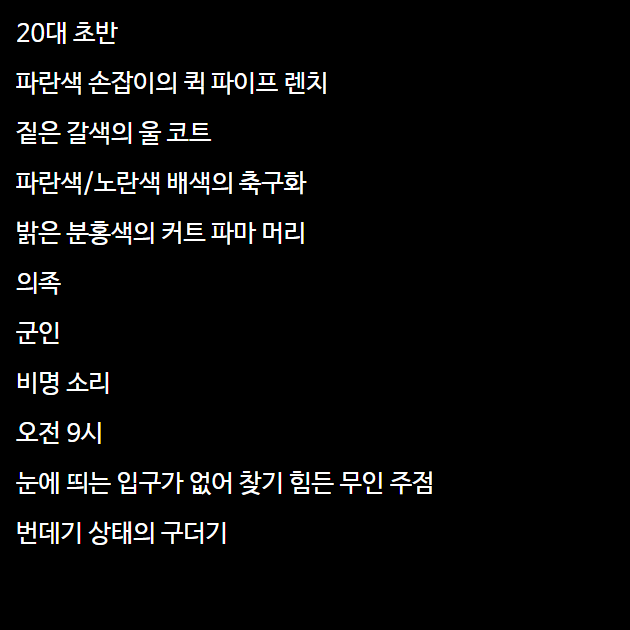 20대 초반
파란색 손잡이의 퀵 파이프 렌치
짙은 갈색의 울 코트
파란색/노란색 배색의 축구화
밝은 분홍색의 커트 파마 머리
의족
군인
비명 소리
오전 9시
눈에 띄는 입구가 없어 찾기 힘든 무인 주점
번데기 상태의 구더기